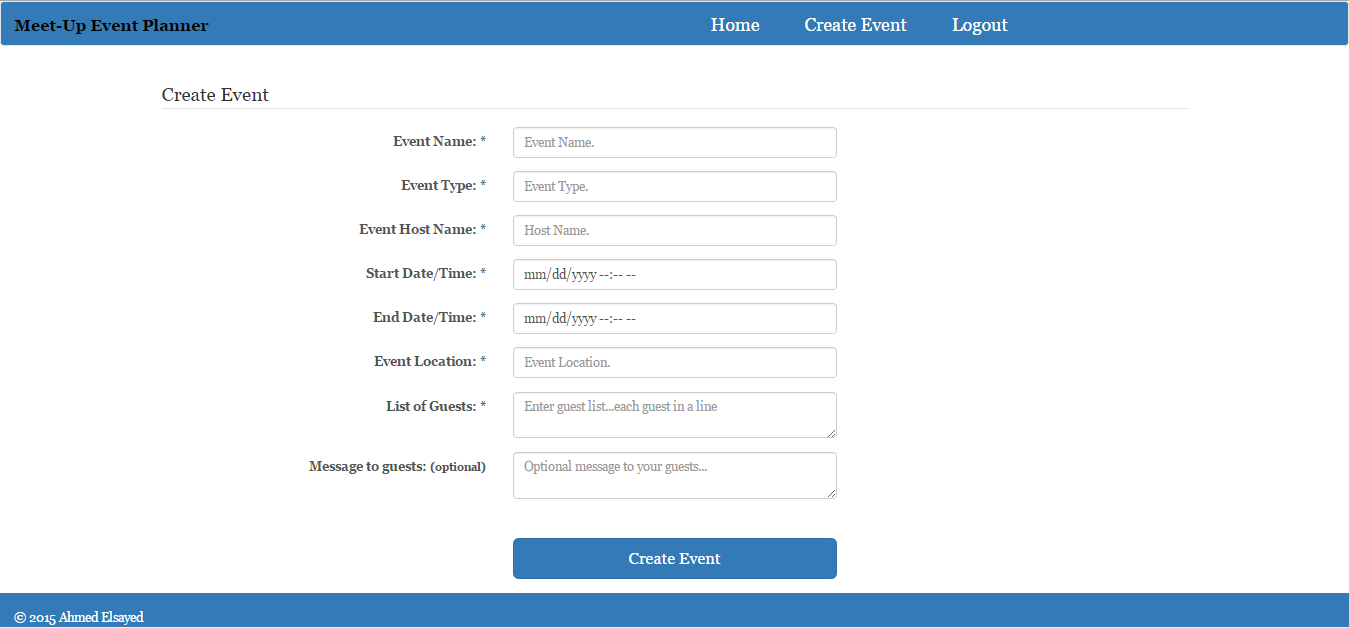 Meet-Up Event Planner Home Create Event Logout
Create Event
Event Name: * Event Name.
Event Type: * Event Type.
Event Host Name: * Host Name.
Start Date/Time: * mm/dd/yyyy --:-- --
End Date/Time: * mm/dd/yyyy --:-- --
Event Location: * Event Location.
List of Guests: * Enter guest list...each guest in a line
Message to guests: (optional) Optional message to your guests...
Create Event
© 2015 Ahmed Elsayed